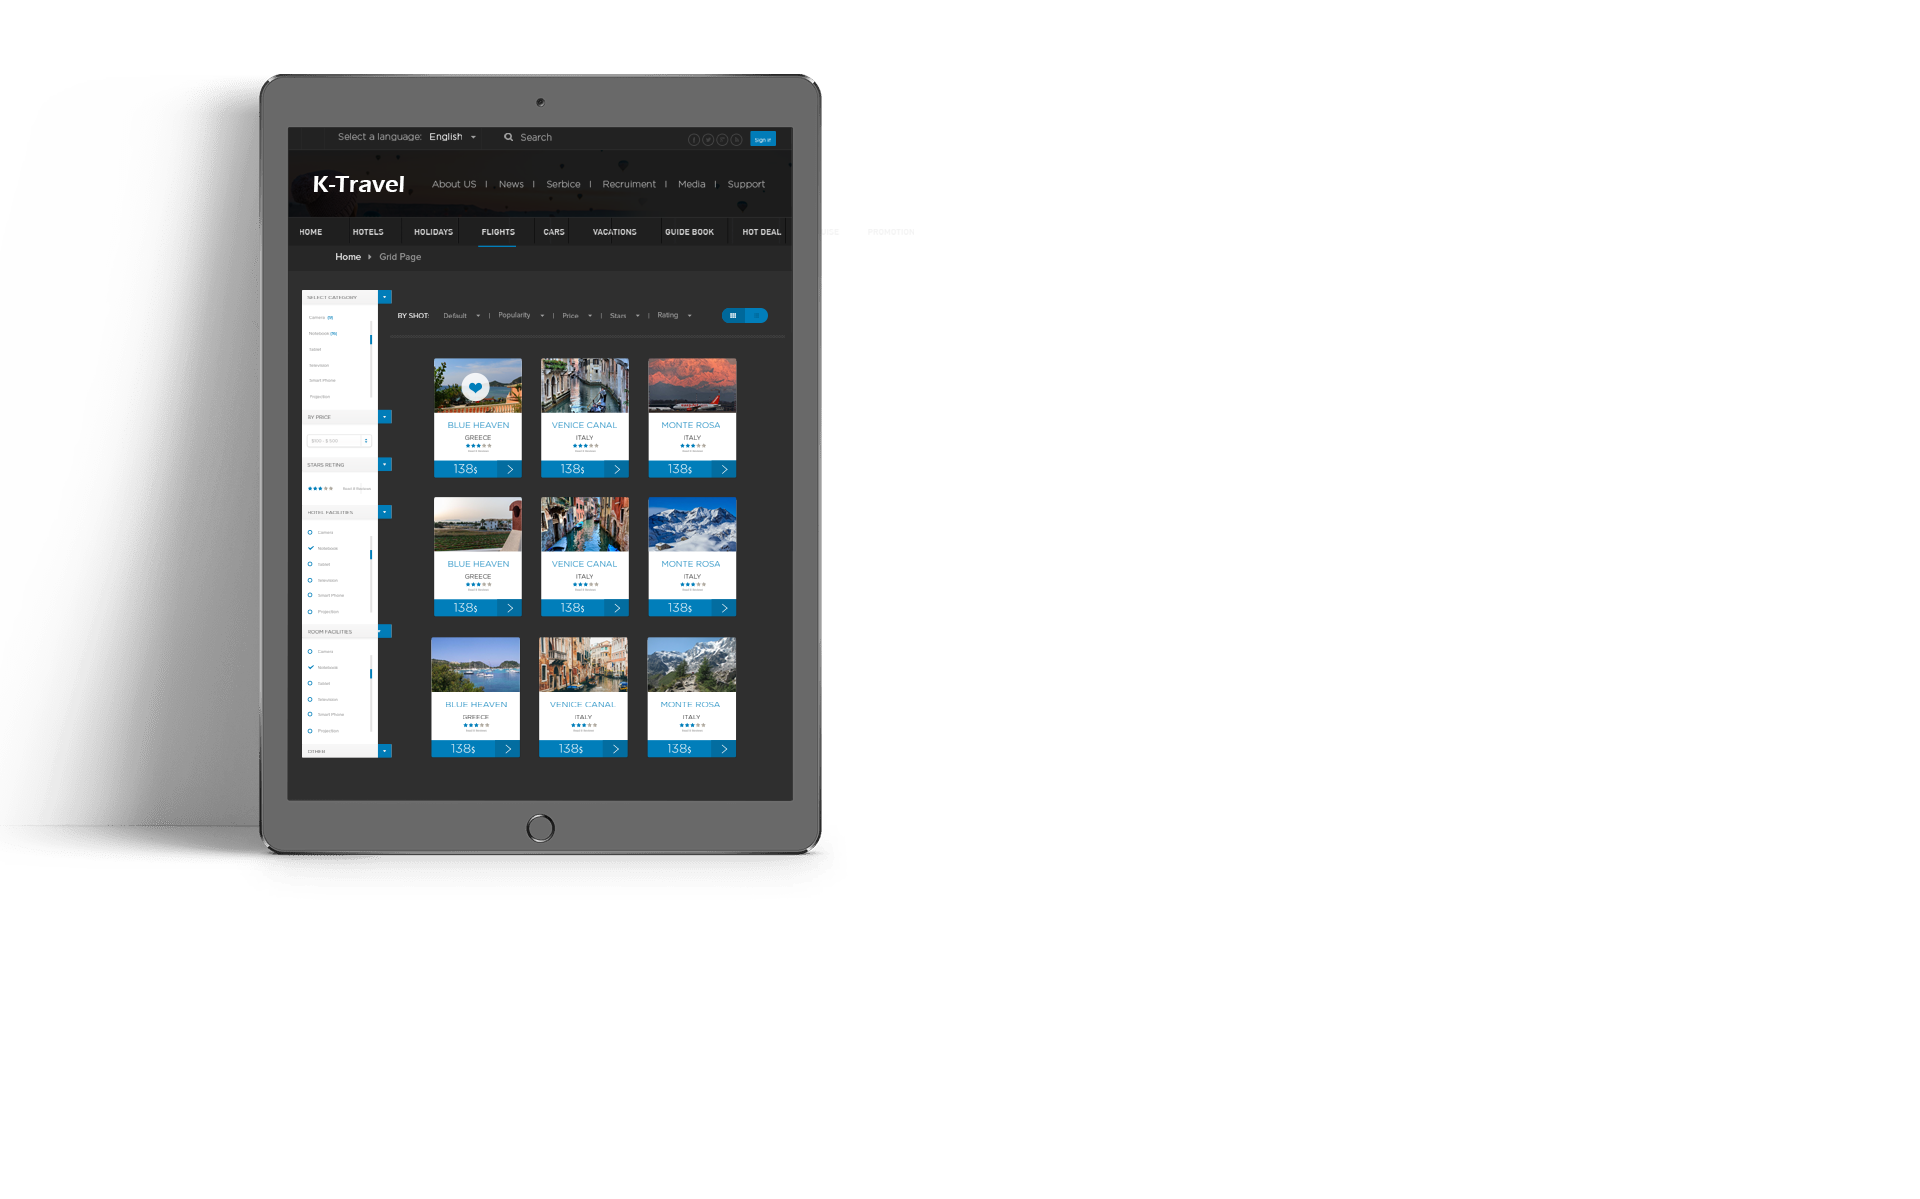 Select a language: English Search Sign if
K-Travel About US | News | Serbice | Recruiment | Media | Support
HOME HOTELS HOLIDAYS FLIGHTS CARS VACATIONS GUIDE BOOK HOT DEAL PROMOTION
Home Grid Page
SELECT CATEGORY
Camera (9)
Notebook (16)
Tablet
Television
Smart Phone
Projection
BY PRICE
STARS RETING
HOTEL FACILITIES
Camera
Notebook
Tablet
Television
Smart Phone
Projection
ROOM FACILITIES
Camera
Notebook
Tablet
Television
Smart Phone
Projection
OTHER
BY SHOT: Default | Popularity | Price | Stars | Rating
BLUE HEAVEN
GREECE
138$
VENICE CANAL
ITALY
138$
MONTE ROSA
ITALY
138$
BLUE HEAVEN
GREECE
138$
VENICE CANAL
ITALY
138$
MONTE ROSA
ITALY
138$
BLUE HEAVEN
GREECE
138$
VENICE CANAL
ITALY
138$
MONTE ROSA
ITALY
138$